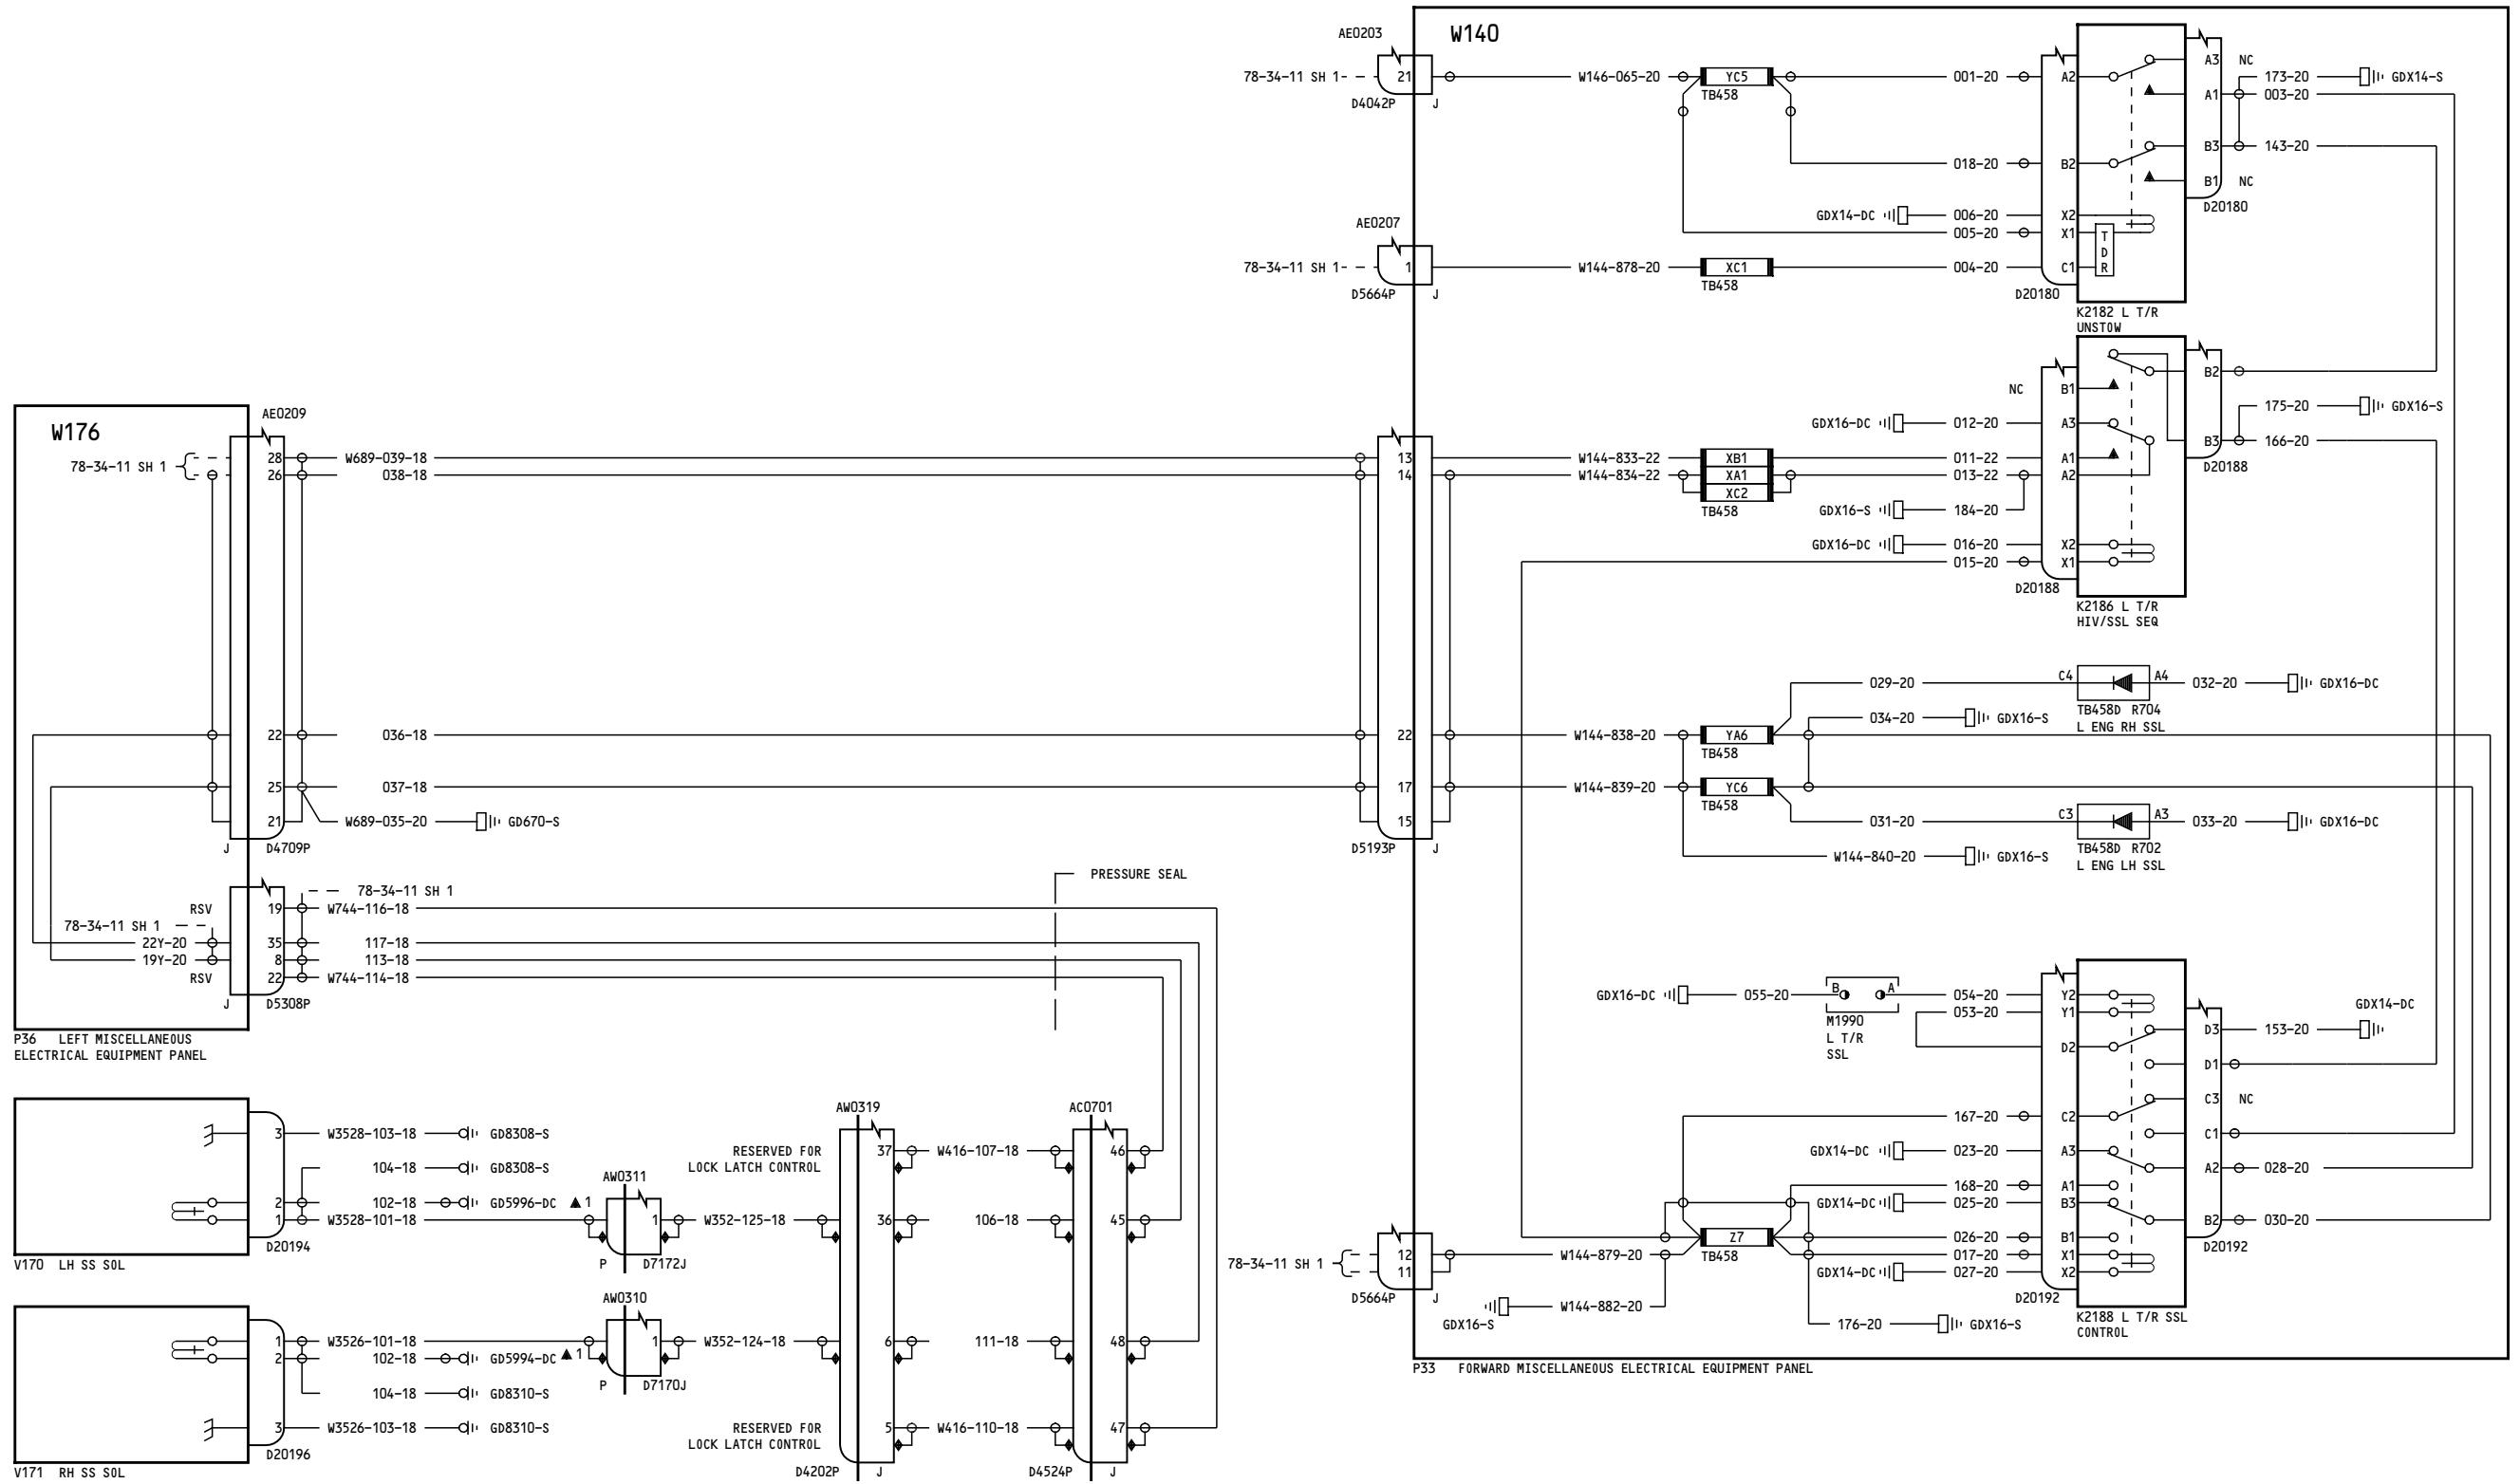 W140
AE0203
78-34-11 SH 1
21
D4042P
J
W146-065-20
YC5
TB458
001-20
A2
018-20
B2
GDX14-DC
006-20
X2
005-20
X1
T
D
R
AE0207
78-34-11 SH 1
1
D5664P
J
W144-878-20
XC1
TB458
004-20
C1
D20180
K2182 L T/R
UNSTOW
A3
NC
173-20
GDX14-S
A1
003-20
B3
143-20
B1
NC
D20180
NC
B1
B2
GDX16-DC
012-20
A3
175-20
GDX16-S
B3
166-20
D20188
W176
AE0209
78-34-11 SH 1
28
W689-039-18
13
W144-833-22
XB1
011-22
A1
26
038-18
14
W144-834-22
XA1
013-22
A2
XC2
TB458
GDX16-S
184-20
GDX16-DC
016-20
X2
015-20
X1
D20188
K2186 L T/R
HIV/SSL SEQ
029-20
C4
A4
032-20
GDX16-DC
TB458D R704
L ENG RH SSL
034-20
GDX16-S
22
036-18
22
W144-838-20
YA6
TB458
25
037-18
17
W144-839-20
YC6
TB458
21
W689-035-20
GD670-S
15
J
D4709P
D5193P
J
031-20
C3
A3
033-20
GDX16-DC
TB458D R702
L ENG LH SSL
W144-840-20
GDX16-S
PRESSURE SEAL
78-34-11 SH 1
RSV
19
W744-116-18
78-34-11 SH 1
22Y-20
35
117-18
19Y-20
8
113-18
RSV
22
W744-114-18
J
D5308P
P36 LEFT MISCELLANEOUS
ELECTRICAL EQUIPMENT PANEL
GDX16-DC
055-20
B
A
M1990
L T/R
SSL
054-20
Y2
053-20
Y1
D2
D3
153-20
GDX14-DC
D1
C3
NC
167-20
C2
C1
GDX14-DC
023-20
A3
A2
028-20
168-20
A1
GDX14-DC
025-20
B3
B2
030-20
026-20
B1
D20192
017-20
X1
GDX14-DC
027-20
X2
D20192
K2188 L T/R SSL
CONTROL
78-34-11 SH 1
12
11
D5664P
J
W144-879-20
Z7
TB458
GDX16-S
W144-882-20
176-20
GDX16-S
P33 FORWARD MISCELLANEOUS ELECTRICAL EQUIPMENT PANEL
3
W3528-103-18
GD8308-S
104-18
GD8308-S
2
102-18
GD5996-DC
1
1
W3528-101-18
D20194
V170 LH SS SOL
AW0311
1
P
D7172J
W352-125-18
AW0319
AC0701
RESERVED FOR
LOCK LATCH CONTROL
37
W416-107-18
46
36
106-18
45
1
W3526-101-18
2
102-18
GD5994-DC
1
104-18
GD8310-S
3
W3526-103-18
GD8310-S
D20196
V171 RH SS SOL
AW0310
1
P
D7170J
W352-124-18
6
111-18
48
RESERVED FOR
LOCK LATCH CONTROL
5
W416-110-18
47
D4202P
J
D4524P
J